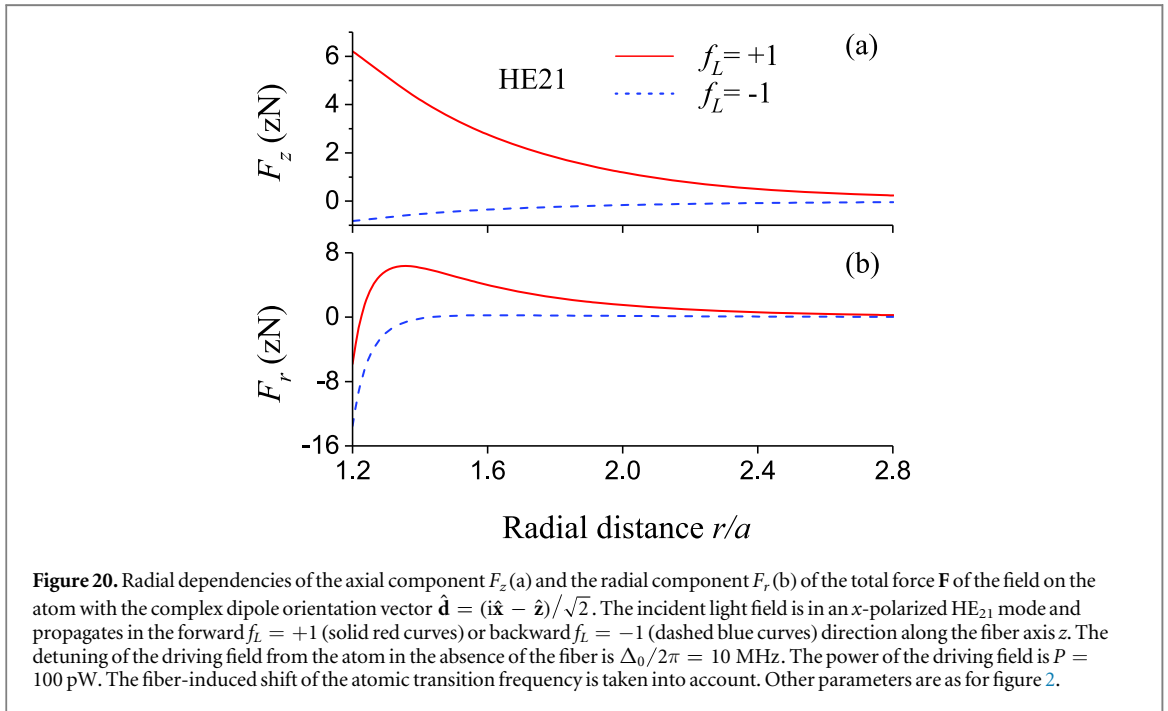 (a)
6
f_L = +1
HE21
f_L = -1
4
F_z (zN)
2
0
8
(b)
0
F_r (zN)
-8
-16
1.2 1.6 2.0 2.4 2.8
Radial distance r/a
Figure 20. Radial dependencies of the axial component F_z (a) and the radial component F_r (b) of the total force F of the field on the
atom with the complex dipole orientation vector d̂ = (ix̂ − ẑ)/√2. The incident light field is in an x-polarized HE₂₁ mode and
propagates in the forward f_L = +1 (solid red curves) or backward f_L = −1 (dashed blue curves) direction along the fiber axis z. The
detuning of the driving field from the atom in the absence of the fiber is Δ₀/2π = 10 MHz. The power of the driving field is P =
100 pW. The fiber-induced shift of the atomic transition frequency is taken into account. Other parameters are as for figure 2.